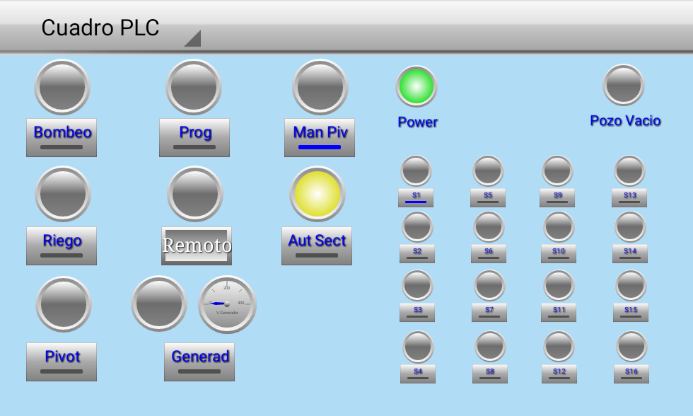 Cuadro PLC
Bombeo
Prog
Man Piv
Power
Pozo Vacio
Riego
Remoto
Aut Sect
Pivot
Generad
S1
S5
S9
S13
S2
S6
S10
S14
S3
S7
S11
S15
S4
S8
S12
S16